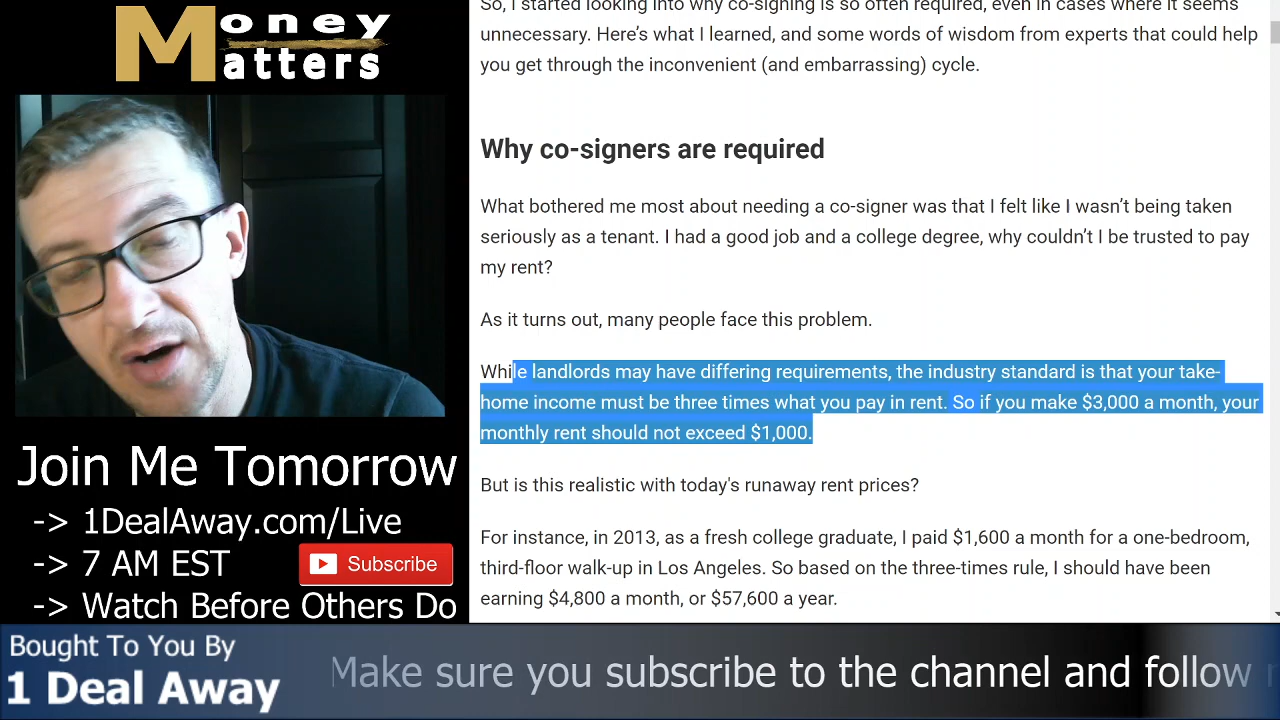 Money
Matters
So, I started looking into why co-signing is so often required, even in cases where it seems
unnecessary. Here's what I learned, and some words of wisdom from experts that could help
you get through the inconvenient (and embarrassing) cycle.
Why co-signers are required
What bothered me most about needing a co-signer was that I felt like I wasn't being taken
seriously as a tenant. I had a good job and a college degree, why couldn't I be trusted to pay
my rent?
As it turns out, many people face this problem.
While landlords may have differing requirements, the industry standard is that your take-
home income must be three times what you pay in rent. So if you make $3,000 a month, your
monthly rent should not exceed $1,000.
But is this realistic with today's runaway rent prices?
For instance, in 2013, as a fresh college graduate, I paid $1,600 a month for a one-bedroom,
third-floor walk-up in Los Angeles. So based on the three-times rule, I should have been
earning $4,800 a month, or $57,600 a year.
Join Me Tomorrow
-> 1DealAway.com/Live
-> 7 AM EST
Subscribe
-> Watch Before Others Do
Bought To You By
1 Deal Away
Make sure you subscribe to the channel and follow